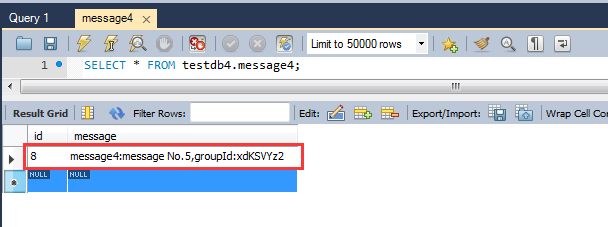 Query 1 message4
Limit to 50000 rows
1 SELECT * FROM testdb4.message4;
Result Grid Filter Rows: Edit: Export/Import: Wrap Cell Con
id message
8 message4:message No.5,groupId:xdKSVYz2
NULL NULL